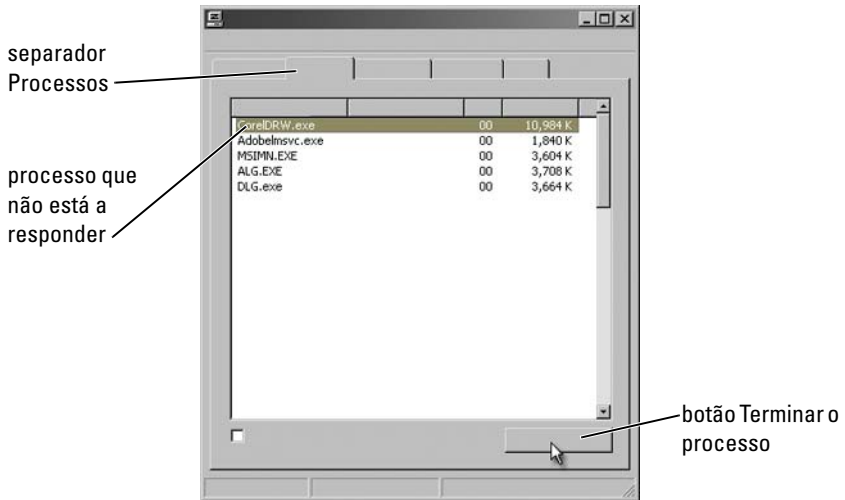 separador
Processos
CorelDRW.exe 00 10,984 K
Adobelmsvc.exe 00 1,840 K
MSIMN.EXE 00 3,604 K
ALG.EXE 00 3,708 K
DLG.exe 00 3,664 K
processo que
não está a
responder
botão Terminar o
processo